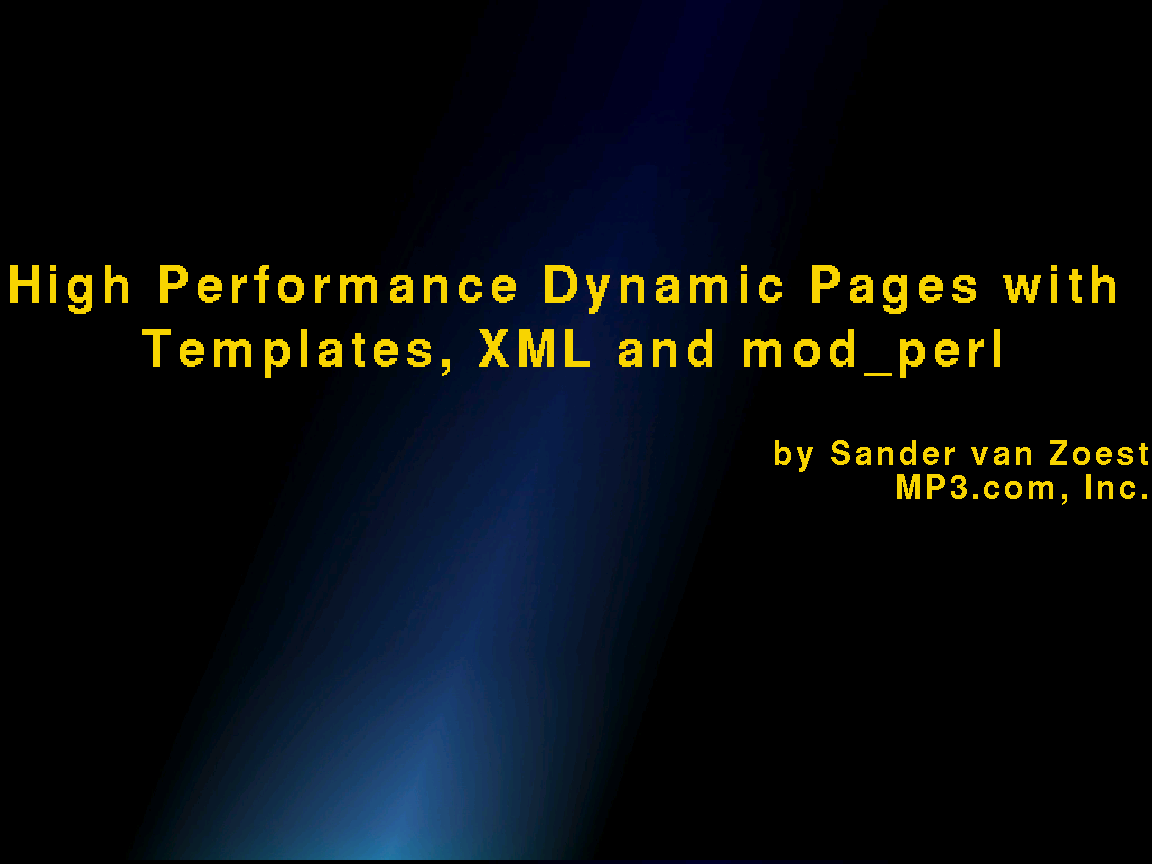 High Performance Dynamic Pages with
Templates, XML and mod_perl
by Sander van Zoest
MP3.com, Inc.